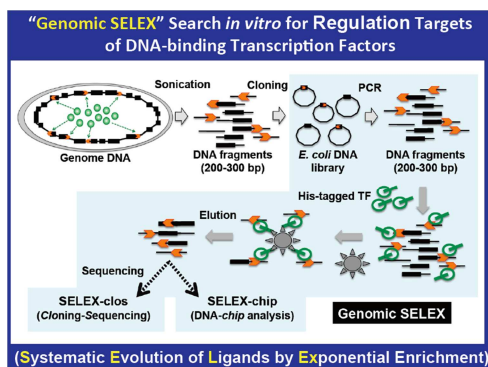 “Genomic SELEX” Search in vitro for Regulation Targets
of DNA-binding Transcription Factors
Sonication
Cloning
PCR
Genome DNA
DNA fragments
(200-300 bp)
E. coli DNA
library
DNA fragments
(200-300 bp)
His-tagged TF
Elution
Sequencing
SELEX-clos
(Cloning-Sequencing)
SELEX-chip
(DNA-chip analysis)
Genomic SELEX
(Systematic Evolution of Ligands by Exponential Enrichment)